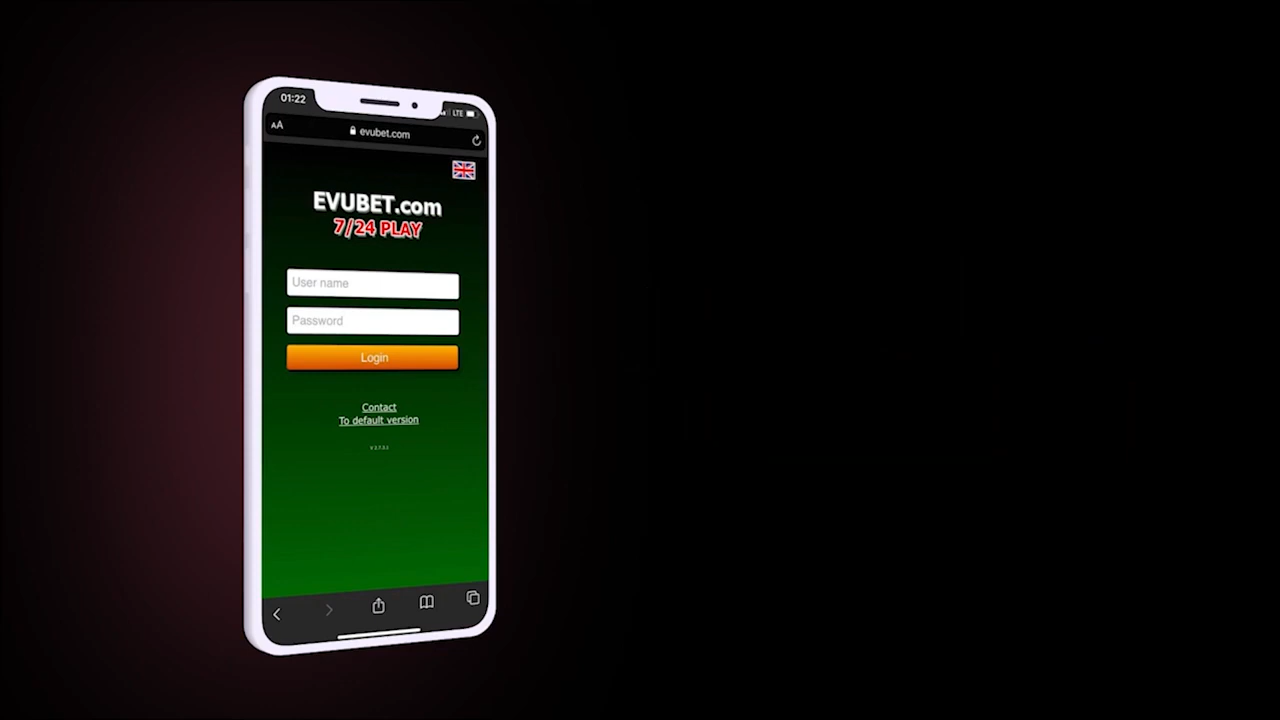 01:22
LTE
AA
evubet.com
EVUBET.com
7/24 PLAY
User name
Password
Login
Contact
To default version